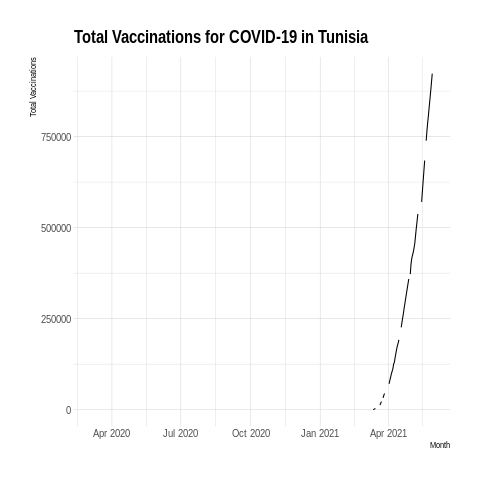 Total Vaccinations for COVID-19 in Tunisia
Total Vaccinations
750000
500000
250000
0
Apr 2020 Jul 2020 Oct 2020 Jan 2021 Apr 2021
Month